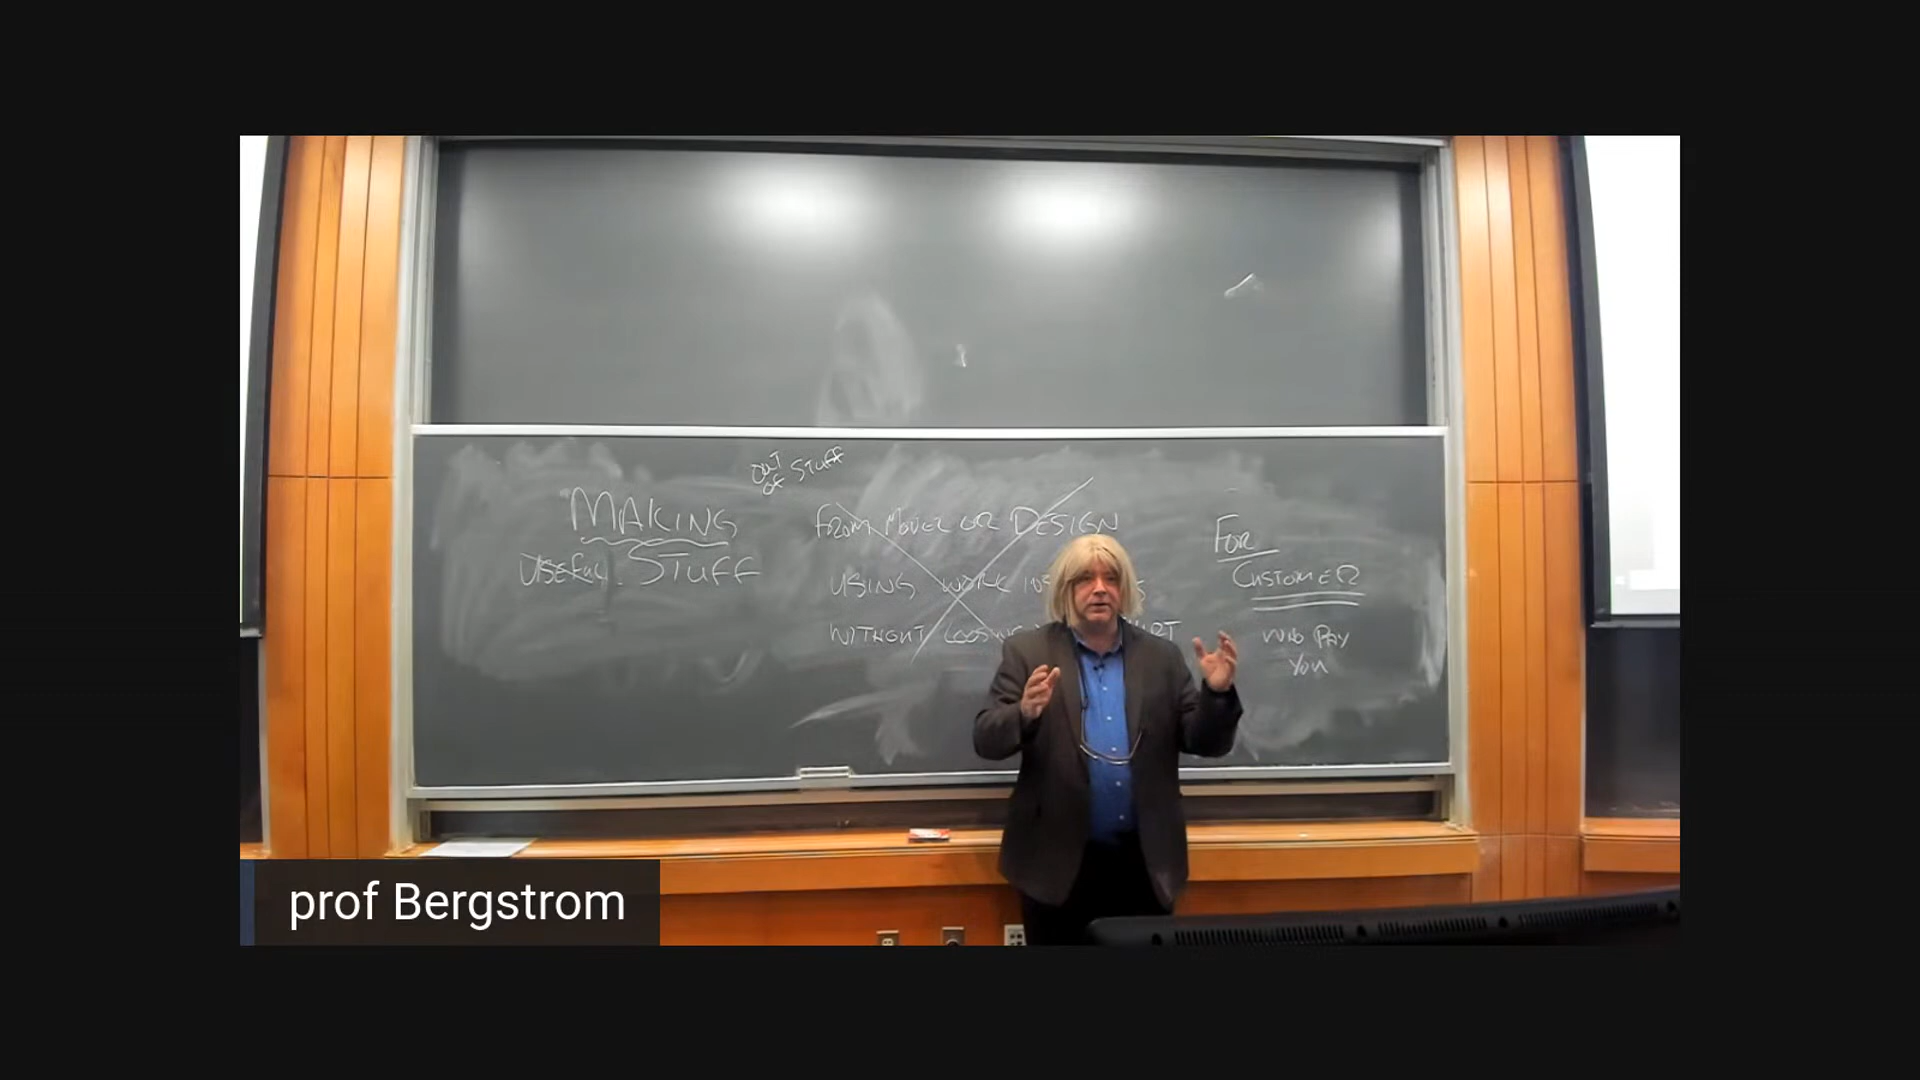 OUT
OF STUFF
MAKING
USEFUL STUFF
FROM MODEL OR DESIGN
USING WORK
WITHOUT
FOR
CUSTOMER
WHO PAY
YOU
prof Bergstrom